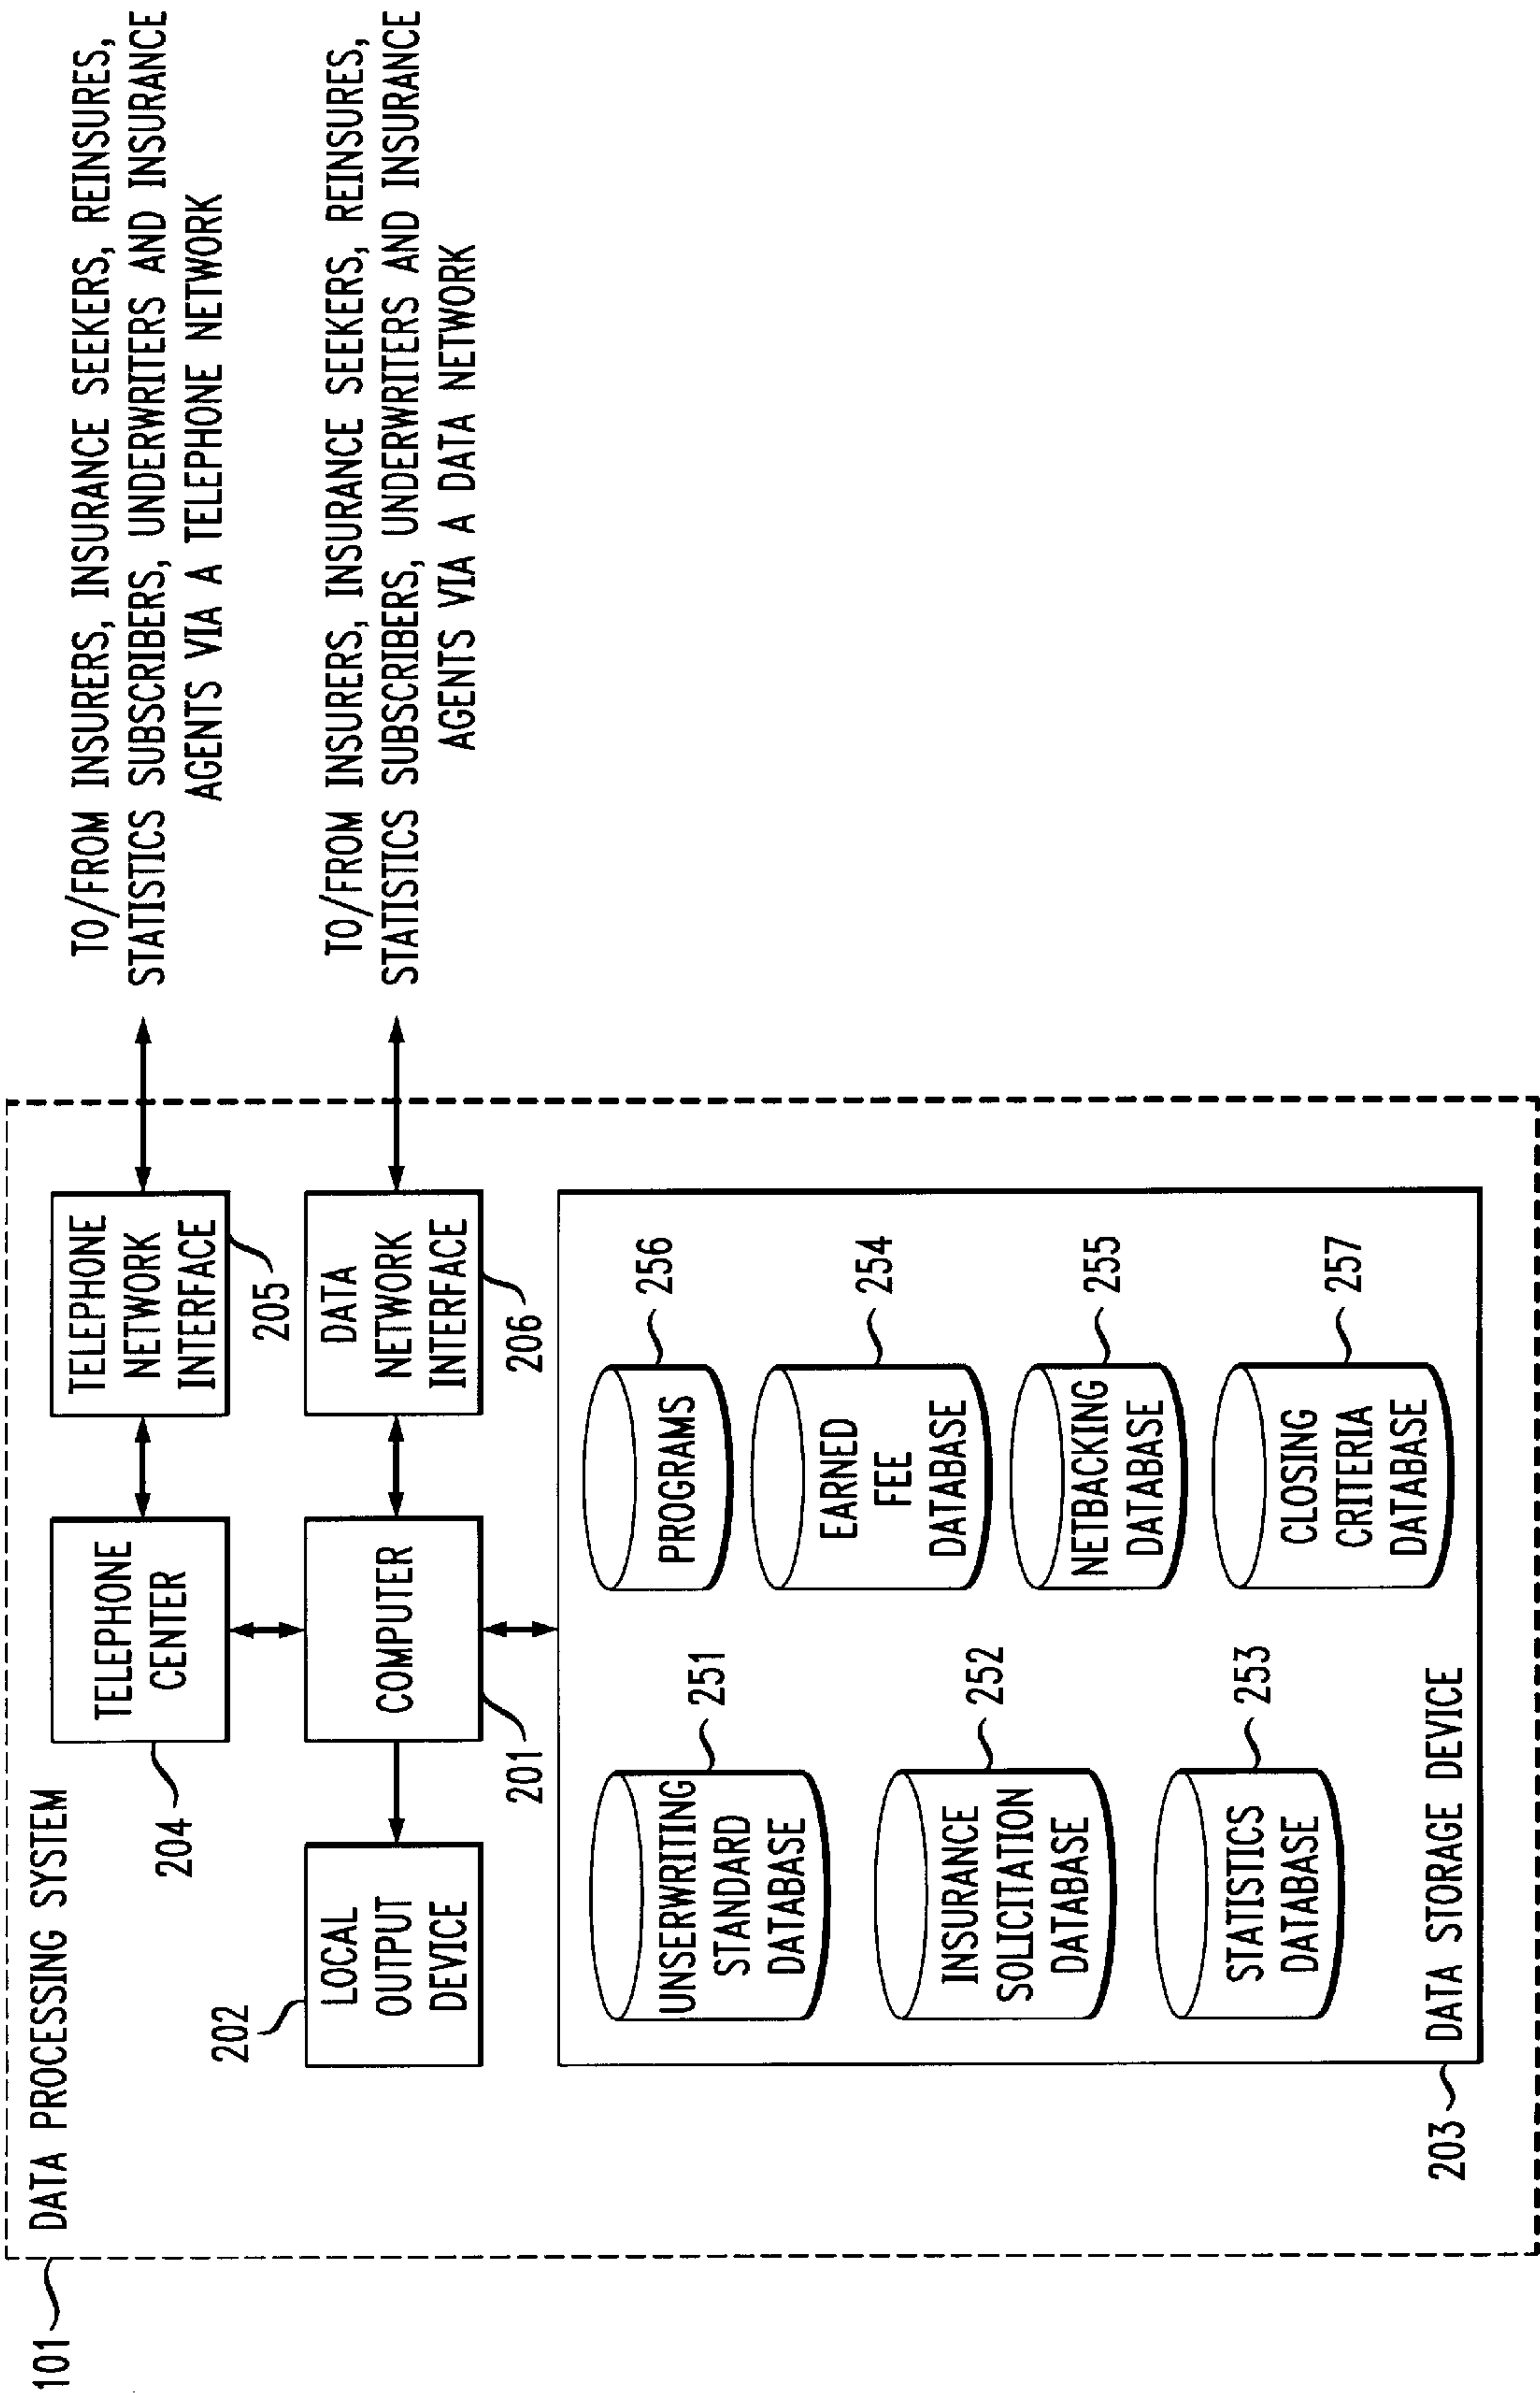 101
DATA PROCESSING SYSTEM
204
TELEPHONE
CENTER
TELEPHONE
NETWORK
INTERFACE
205
TO/FROM INSURERS, INSURANCE SEEKERS, REINSURES,
STATISTICS SUBSCRIBERS, UNDERWRITERS AND INSURANCE
AGENTS VIA A TELEPHONE NETWORK
202
LOCAL
OUTPUT
DEVICE
COMPUTER
201
DATA
NETWORK
INTERFACE
206
TO/FROM INSURERS, INSURANCE SEEKERS, REINSURES,
STATISTICS SUBSCRIBERS, UNDERWRITERS AND INSURANCE
AGENTS VIA A DATA NETWORK
UNSERWRITING
STANDARD
DATABASE
251
PROGRAMS
256
INSURANCE
SOLICITATION
DATABASE
252
EARNED
FEE
DATABASE
254
STATISTICS
DATABASE
253
NETBACKING
DATABASE
255
CLOSING
CRITERIA
DATABASE
257
203
DATA STORAGE DEVICE